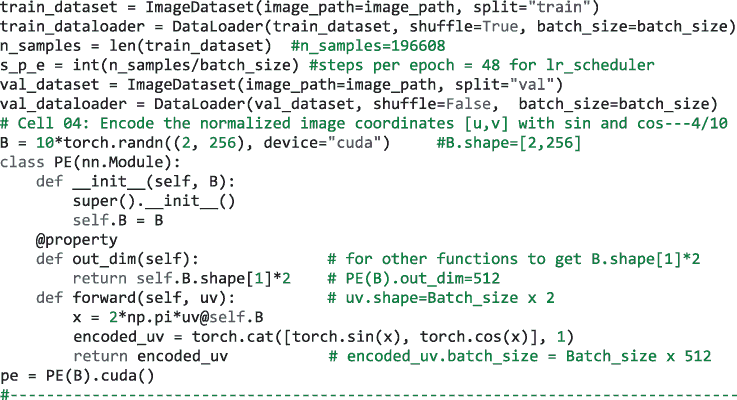 train_dataset = ImageDataset(image_path=image_path, split="train")
train_dataloader = DataLoader(train_dataset, shuffle=True, batch_size=batch_size)
n_samples = len(train_dataset)  #n_samples=196608
s_p_e = int(n_samples/batch_size) #steps per epoch = 48 for lr_scheduler
val_dataset = ImageDataset(image_path=image_path, split="val")
val_dataloader = DataLoader(val_dataset, shuffle=False,  batch_size=batch_size)
# Cell 04: Encode the normalized image coordinates [u,v] with sin and cos---4/10
B = 10*torch.randn((2, 256), device="cuda")     #B.shape=[2,256]
class PE(nn.Module):
    def __init__(self, B):
        super().__init__()
        self.B = B
    @property
    def out_dim(self):              # for other functions to get B.shape[1]*2
        return self.B.shape[1]*2    # PE(B).out_dim=512
    def forward(self, uv):          # uv.shape=Batch_size x 2
        x = 2*np.pi*uv@self.B
        encoded_uv = torch.cat([torch.sin(x), torch.cos(x)], 1)
        return encoded_uv           # encoded_uv.batch_size = Batch_size x 512
pe = PE(B).cuda()
#-------------------------------------------------------------------------------